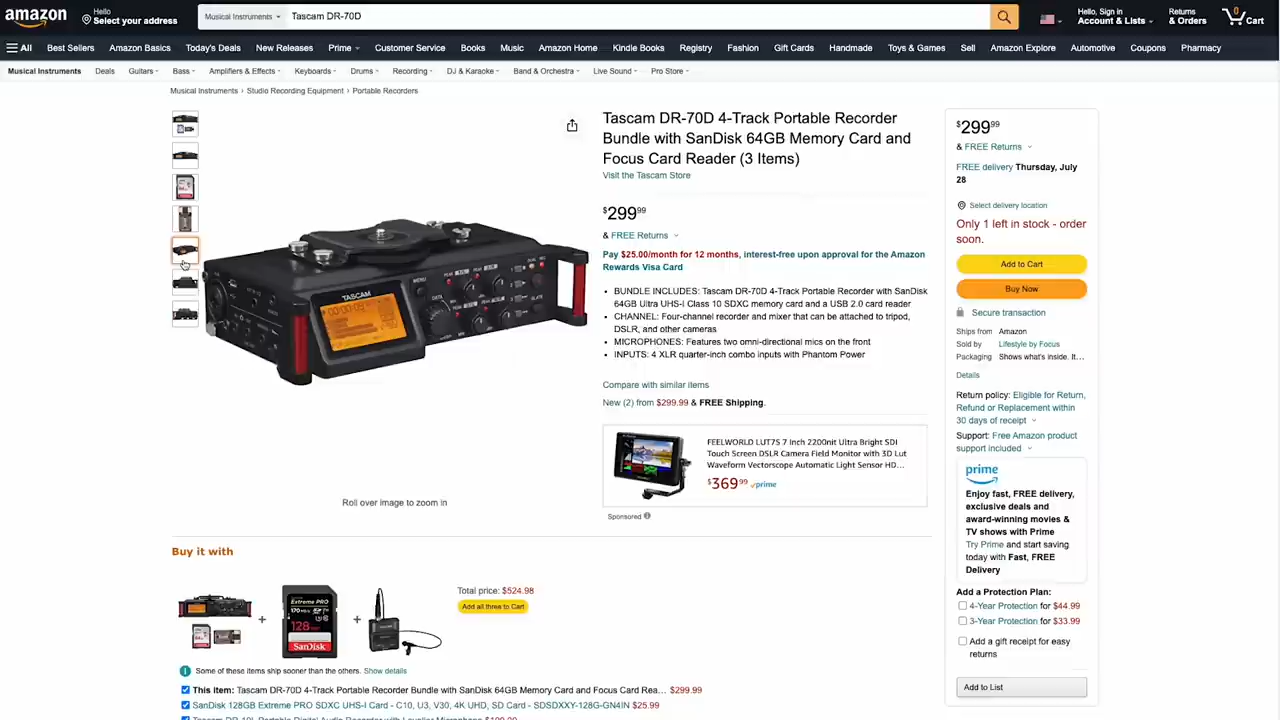 amazon
Hello
Select your address
Musical Instruments
Tascam DR-70D
Hello, Sign in
Account & Lists
Returns
& Orders
0
Cart
All
Best Sellers
Amazon Basics
Today's Deals
New Releases
Prime
Customer Service
Books
Music
Amazon Home
Kindle Books
Registry
Fashion
Gift Cards
Handmade
Toys & Games
Sell
Amazon Explore
Automotive
Coupons
Pharmacy
Musical Instruments
Deals
Guitars
Bass
Amplifiers & Effects
Keyboards
Drums
Recording
DJ & Karaoke
Band & Orchestra
Live Sound
Pro Store
Musical Instruments › Studio Recording Equipment › Portable Recorders
TASCAM
MENU
DATA
Roll over image to zoom in
Tascam DR-70D 4-Track Portable Recorder
Bundle with SanDisk 64GB Memory Card and
Focus Card Reader (3 Items)
Visit the Tascam Store
$29999
& FREE Returns
Pay $25.00/month for 12 months, interest-free upon approval for the Amazon
Rewards Visa Card
• BUNDLE INCLUDES: Tascam DR-70D 4-Track Portable Recorder with SanDisk
64GB Ultra UHS-I Class 10 SDXC memory card and a USB 2.0 card reader
• CHANNEL: Four-channel recorder and mixer that can be attached to tripod,
DSLR, and other cameras
• MICROPHONES: Features two omni-directional mics on the front
• INPUTS: 4 XLR quarter-inch combo inputs with Phantom Power
Compare with similar items
New (2) from $299.99 & FREE Shipping.
FEELWORLD LUT7S 7 Inch 2200nit Ultra Bright SDI
Touch Screen DSLR Camera Field Monitor with 3D Lut
Waveform Vectorscope Automatic Light Sensor HD...
$36999 prime
Sponsored
$29999
& FREE Returns
FREE delivery Thursday, July
28
Select delivery location
Only 1 left in stock - order
soon.
Add to Cart
Buy Now
Secure transaction
Ships from Amazon
Sold by Lifestyle by Focus
Packaging Shows what's inside. It…
Details
Return policy: Eligible for Return,
Refund or Replacement within
30 days of receipt
Support: Free Amazon product
support included
prime
Enjoy fast, FREE delivery,
exclusive deals and
award-winning movies &
TV shows with Prime
Try Prime and start saving
today with Fast, FREE
Delivery
Add a Protection Plan:
4-Year Protection for $44.99
3-Year Protection for $33.99
Add a gift receipt for easy
returns
Add to List
Buy it with
+
Extreme PRO
170 MB/s
128
SanDisk
+
Total price: $524.98
Add all three to Cart
Some of these items ship sooner than the others. Show details
This item: Tascam DR-70D 4-Track Portable Recorder Bundle with SanDisk 64GB Memory Card and Focus Card Rea… $299.99
SanDisk 128GB Extreme PRO SDXC UHS-I Card - C10, U3, V30, 4K UHD, SD Card - SDSDXXY-128G-GN4IN $25.99